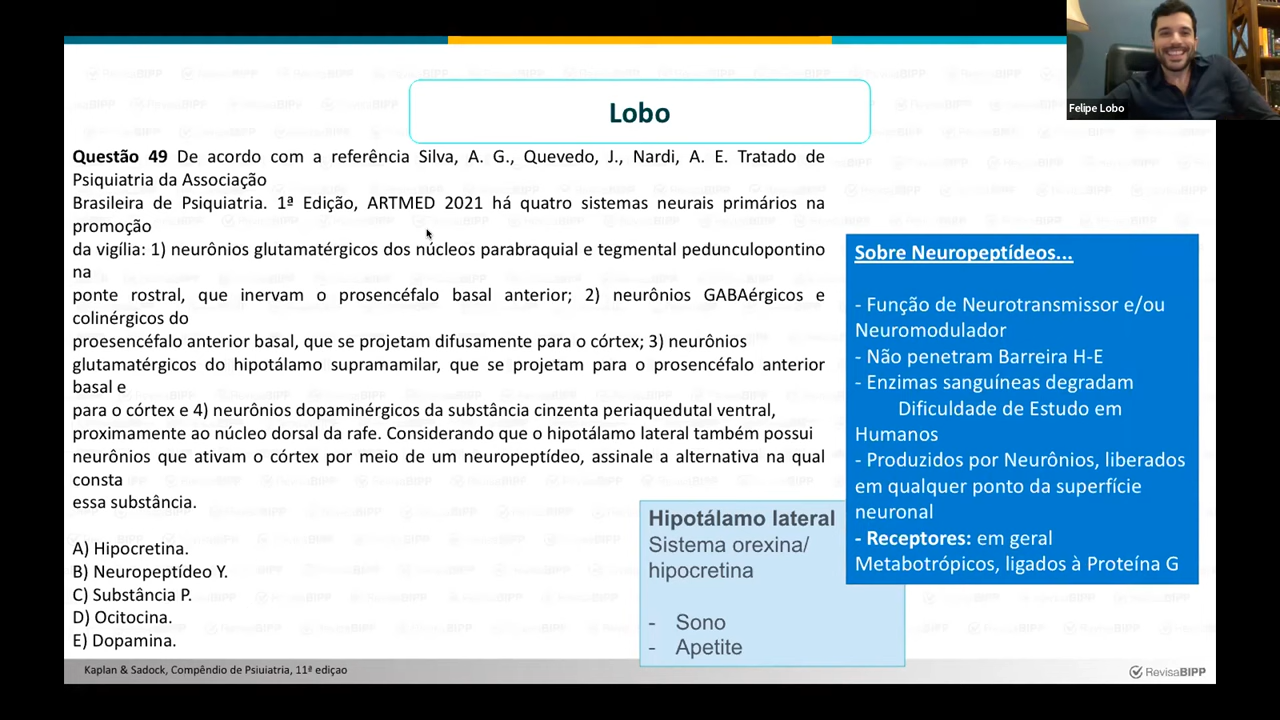 Felipe Lobo
Lobo
Questão 49 De acordo com a referência Silva, A. G., Quevedo, J., Nardi, A. E. Tratado de
Psiquiatria da Associação
Brasileira de Psiquiatria. 1ª Edição, ARTMED 2021 há quatro sistemas neurais primários na
promoção
da vigília: 1) neurônios glutamatérgicos dos núcleos parabraquial e tegmental pedunculopontino
na
ponte rostral, que inervam o prosencéfalo basal anterior; 2) neurônios GABAérgicos e
colinérgicos do
proesencéfalo anterior basal, que se projetam difusamente para o córtex; 3) neurônios
glutamatérgicos do hipotálamo supramamilar, que se projetam para o prosencéfalo anterior
basal e
para o córtex e 4) neurônios dopaminérgicos da substância cinzenta periaquedutal ventral,
proximamente ao núcleo dorsal da rafe. Considerando que o hipotálamo lateral também possui
neurônios que ativam o córtex por meio de um neuropeptídeo, assinale a alternativa na qual
consta
essa substância.
A) Hipocretina.
B) Neuropeptídeo Y.
C) Substância P.
D) Ocitocina.
E) Dopamina.
Hipotálamo lateral
Sistema orexina/
hipocretina
- Sono
- Apetite
Sobre Neuropeptídeos...
- Função de Neurotransmissor e/ou
Neuromodulador
- Não penetram Barreira H-E
- Enzimas sanguíneas degradam
Dificuldade de Estudo em
Humanos
- Produzidos por Neurônios, liberados
em qualquer ponto da superfície
neuronal
- Receptores: em geral
Metabotrópicos, ligados à Proteína G
Kaplan & Sadock, Compêndio de Psiuiatria, 11ª ediçao
RevisaBIPP